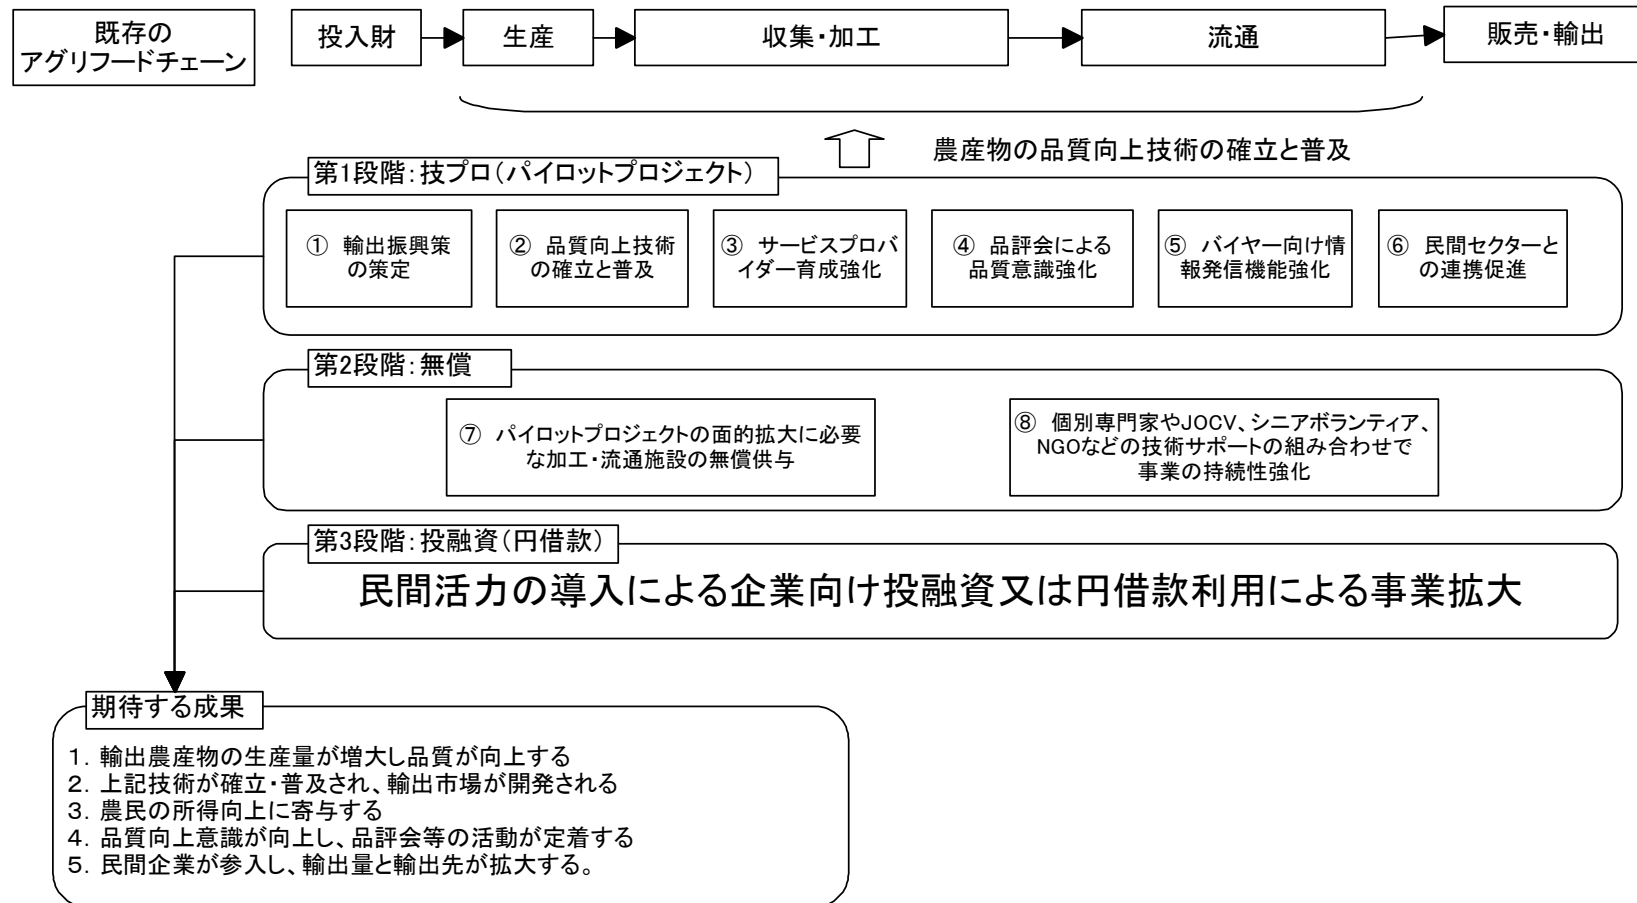 既存の
アグリフードチェーン
投入財
生産
収集・加工
流通
販売・輸出
農産物の品質向上技術の確立と普及
第1段階：技プロ（パイロットプロジェクト）
① 輸出振興策
の策定
② 品質向上技術
の確立と普及
③ サービスプロバ
イダー育成強化
④ 品評会による
品質意識強化
⑤ バイヤー向け情
報発信機能強化
⑥ 民間セクターと
の連携促進
第2段階：無償
⑦ パイロットプロジェクトの面的拡大に必要
な加工・流通施設の無償供与
⑧ 個別専門家やJOCV、シニアボランティア、
NGOなどの技術サポートの組み合わせで
事業の持続性強化
第3段階：投融資（円借款）
民間活力の導入による企業向け投融資又は円借款利用による事業拡大
期待する成果
１．輸出農産物の生産量が増大し品質が向上する
２．上記技術が確立・普及され、輸出市場が開発される
３．農民の所得向上に寄与する
４．品質向上意識が向上し、品評会等の活動が定着する
５．民間企業が参入し、輸出量と輸出先が拡大する。